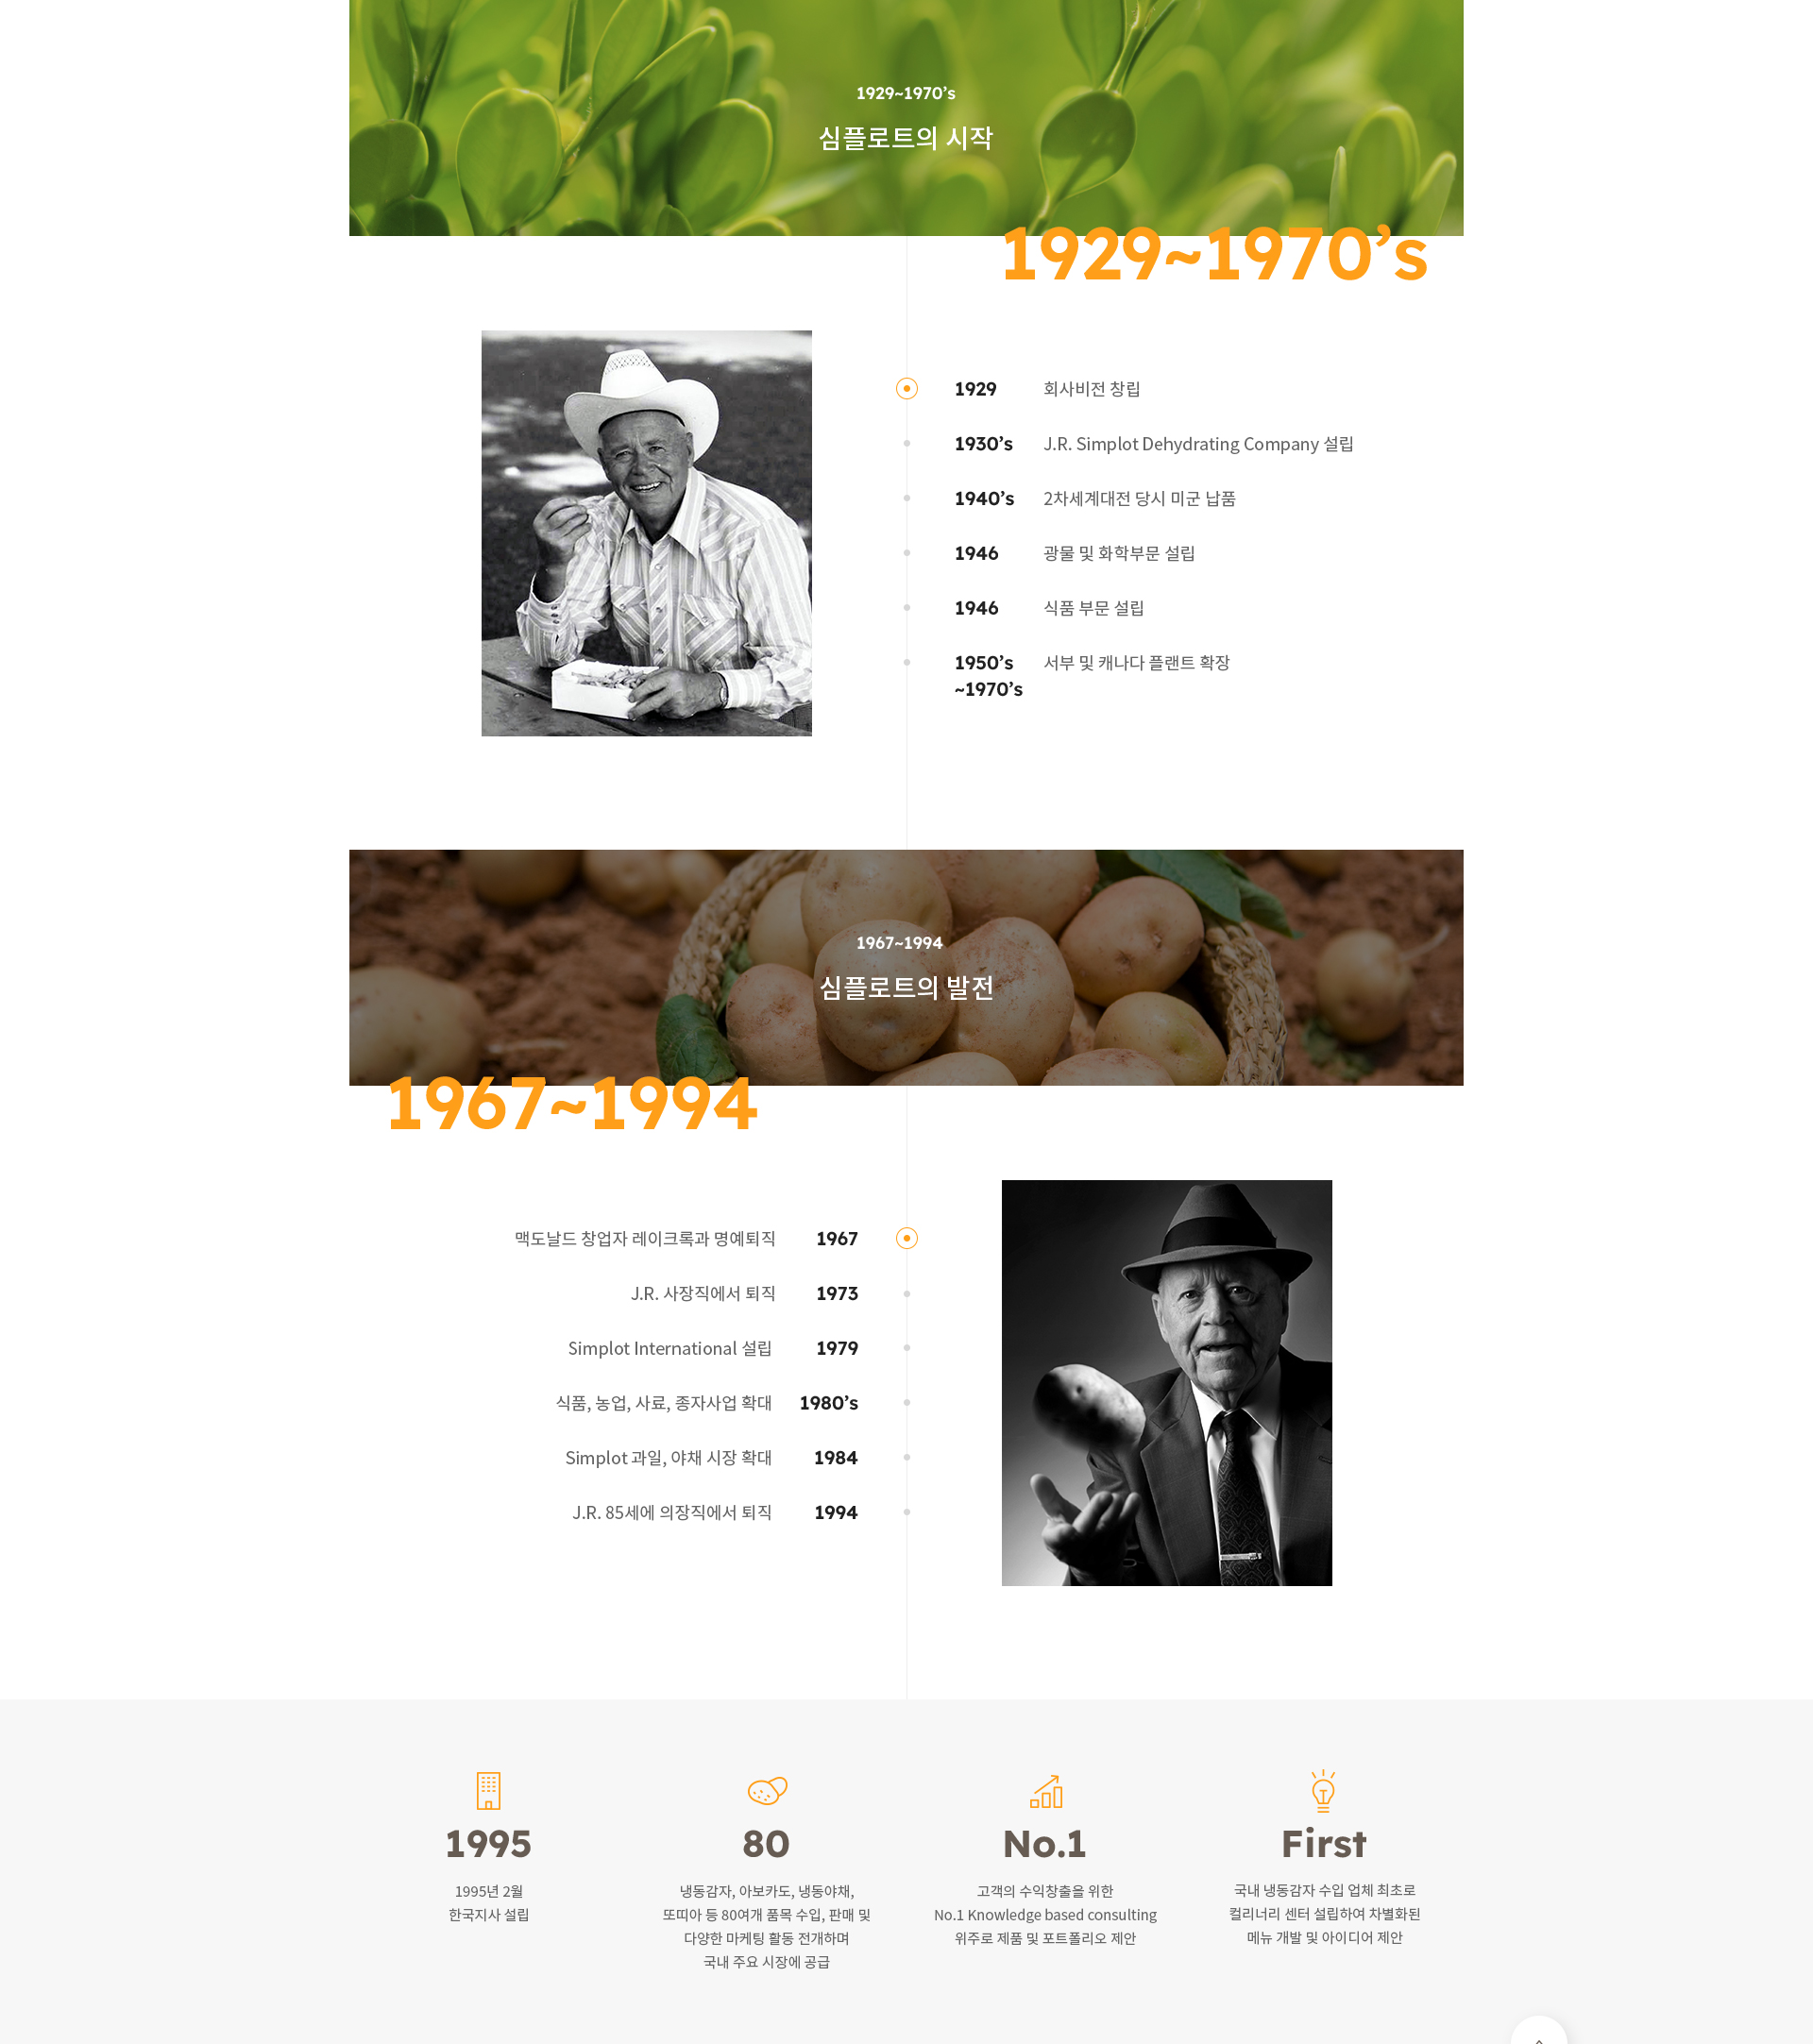 1929~1970’s
심플로트의 시작
1929~1970’s
1929 회사비전 창립
1930’s J.R. Simplot Dehydrating Company 설립
1940’s 2차세계대전 당시 미군 납품
1946 광물 및 화학부문 설립
1946 식품 부문 설립
1950’s 서부 및 캐나다 플랜트 확장
~1970’s
1967~1994
심플로트의 발전
1967~1994
맥도날드 창업자 레이크록과 명예퇴직 1967
J.R. 사장직에서 퇴직 1973
Simplot International 설립 1979
식품, 농업, 사료, 종자사업 확대 1980’s
Simplot 과일, 야채 시장 확대 1984
J.R. 85세에 의장직에서 퇴직 1994
1995
1995년 2월
한국지사 설립
80
냉동감자, 아보카도, 냉동야채,
또띠아 등 80여개 품목 수입, 판매 및
다양한 마케팅 활동 전개하며
국내 주요 시장에 공급
No.1
고객의 수익창출을 위한
No.1 Knowledge based consulting
위주로 제품 및 포트폴리오 제안
First
국내 냉동감자 수입 업체 최초로
컬리너리 센터 설립하여 차별화된
메뉴 개발 및 아이디어 제안